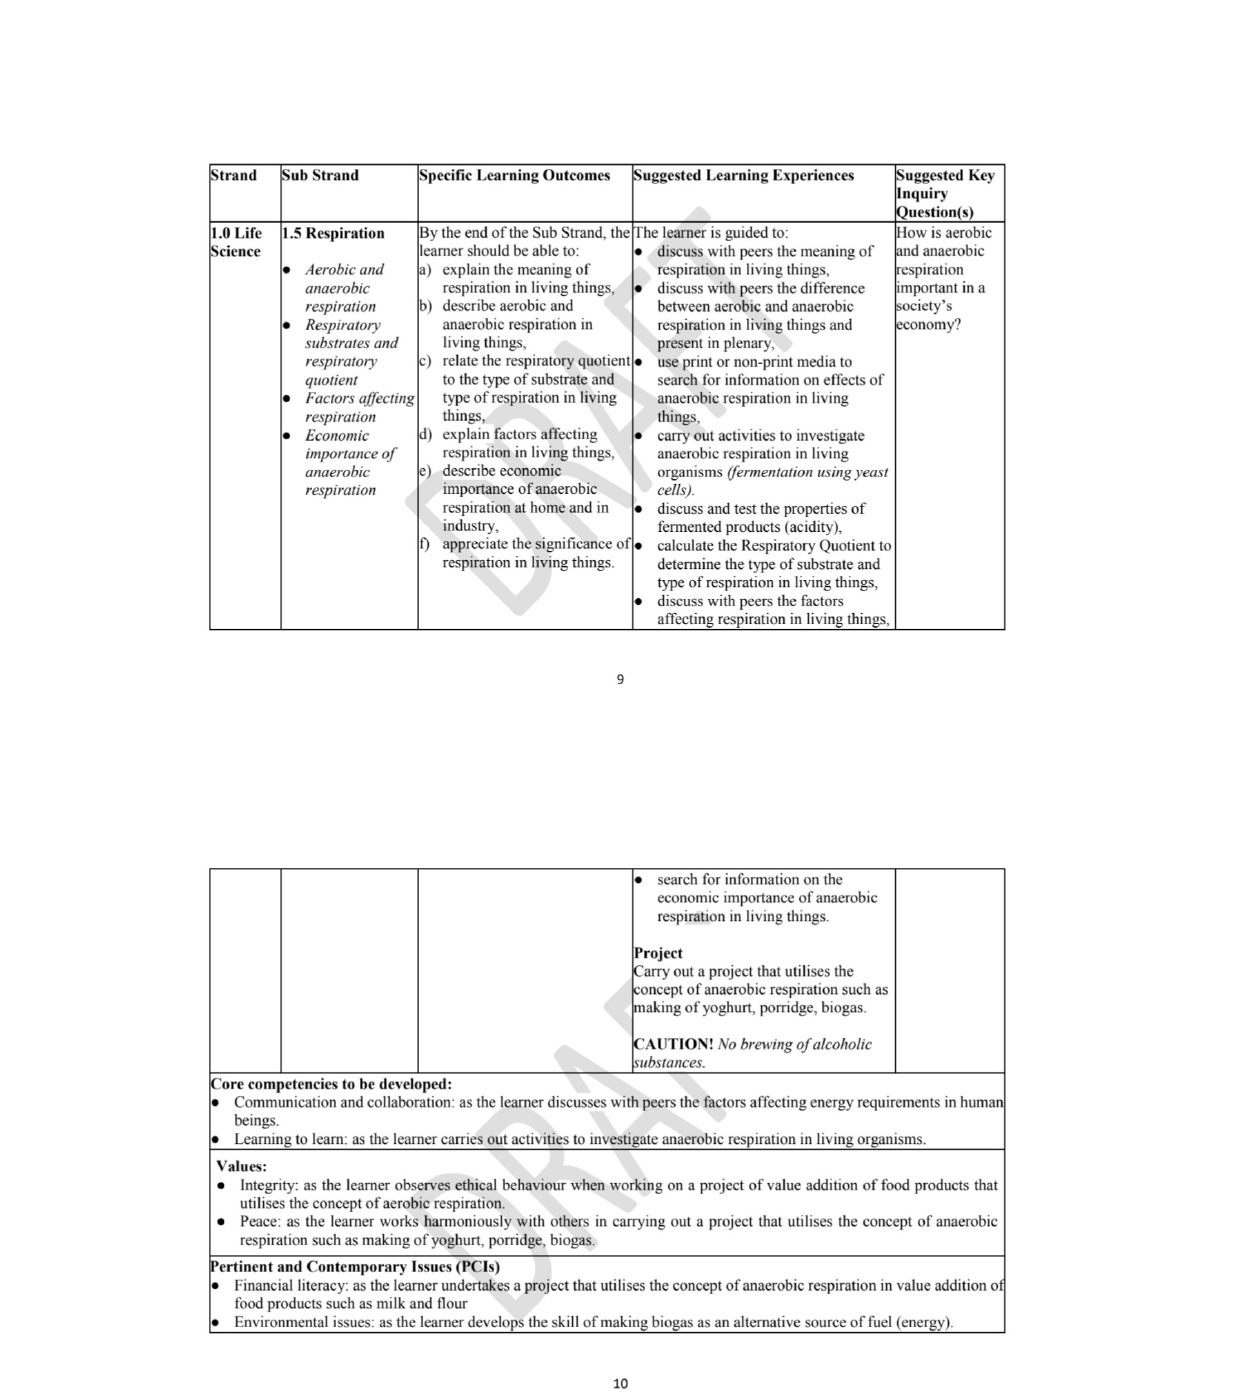 Strand
Sub Strand
Specific Learning Outcomes
Suggested Learning Experiences
Suggested Key
Inquiry
Question(s)
1.0 Life
Science
1.5 Respiration
● Aerobic and
anaerobic
respiration
● Respiratory
substrates and
respiratory
quotient
● Factors affecting
respiration
● Economic
importance of
anaerobic
respiration
By the end of the Sub Strand, the
learner should be able to:
a) explain the meaning of
respiration in living things,
b) describe aerobic and
anaerobic respiration in
living things,
c) relate the respiratory quotient
to the type of substrate and
type of respiration in living
things,
d) explain factors affecting
respiration in living things,
e) describe economic
importance of anaerobic
respiration at home and in
industry,
f) appreciate the significance of
respiration in living things.
The learner is guided to:
● discuss with peers the meaning of
respiration in living things,
● discuss with peers the difference
between aerobic and anaerobic
respiration in living things and
present in plenary,
● use print or non-print media to
search for information on effects of
anaerobic respiration in living
things,
● carry out activities to investigate
anaerobic respiration in living
organisms (fermentation using yeast
cells).
● discuss and test the properties of
fermented products (acidity),
● calculate the Respiratory Quotient to
determine the type of substrate and
type of respiration in living things,
● discuss with peers the factors
affecting respiration in living things,
How is aerobic
and anaerobic
respiration
important in a
society's
economy?
DRAFT
9
● search for information on the
economic importance of anaerobic
respiration in living things.
Project
Carry out a project that utilises the
concept of anaerobic respiration such as
making of yoghurt, porridge, biogas.
CAUTION! No brewing of alcoholic
substances.
Core competencies to be developed:
● Communication and collaboration: as the learner discusses with peers the factors affecting energy requirements in human
beings.
● Learning to learn: as the learner carries out activities to investigate anaerobic respiration in living organisms.
Values:
● Integrity: as the learner observes ethical behaviour when working on a project of value addition of food products that
utilises the concept of aerobic respiration.
● Peace: as the learner works harmoniously with others in carrying out a project that utilises the concept of anaerobic
respiration such as making of yoghurt, porridge, biogas.
Pertinent and Contemporary Issues (PCIs)
● Financial literacy: as the learner undertakes a project that utilises the concept of anaerobic respiration in value addition of
food products such as milk and flour
● Environmental issues: as the learner develops the skill of making biogas as an alternative source of fuel (energy).
DRAFT
10